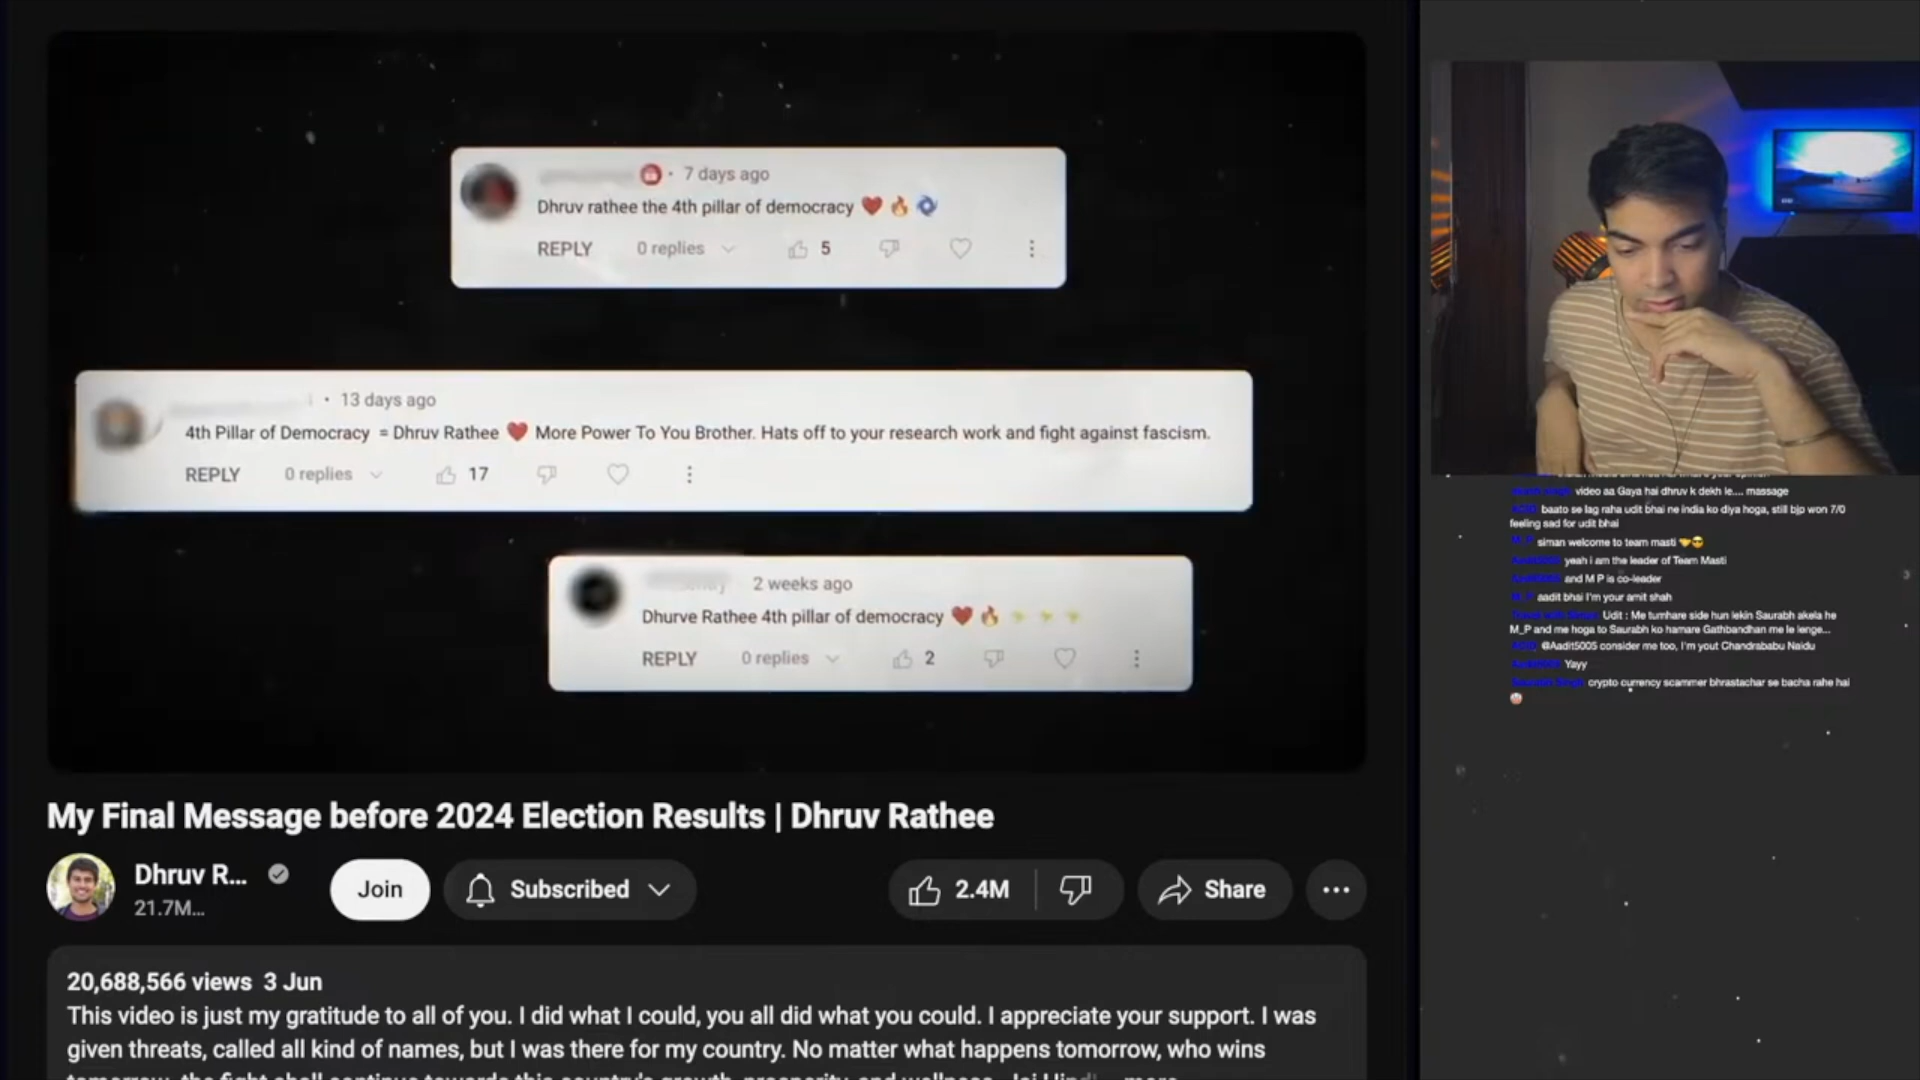 7 days ago
Dhruv rathee the 4th pillar of democracy ❤️ 🔥
REPLY 0 replies 5
13 days ago
4th Pillar of Democracy = Dhruv Rathee ❤️ More Power To You Brother. Hats off to your research work and fight against fascism.
REPLY 0 replies 17
2 weeks ago
Dhurve Rathee 4th pillar of democracy ❤️ 🔥
REPLY 0 replies 2
My Final Message before 2024 Election Results | Dhruv Rathee
Dhruv R...
21.7M...
Join
Subscribed
2.4M
Share
20,688,566 views 3 Jun
This video is just my gratitude to all of you. I did what I could, you all did what you could. I appreciate your support. I was
given threats, called all kind of names, but I was there for my country. No matter what happens tomorrow, who wins
video aa Gaya hai dhruv k dekh le.... massage
baato se lag raha udit bhai ne india ko diya hoga, still bjp won 7/0
feeling sad for udit bhai
M_P siman welcome to team masti 🤝😎
yeah i am the leader of Team Masti
and M P is co-leader
M_P aadit bhai I'm your amit shah
Udit : Me tumhare side hun lekin Saurabh akela he
M_P and me hoga to Saurabh ko hamare Gathbandhan me le lenge...
@Aadit5005 consider me too, I'm yout Chandrababu Naidu
Yayy
Saurabh Singh crypto currency scammer bhrastachar se bacha rahe hai